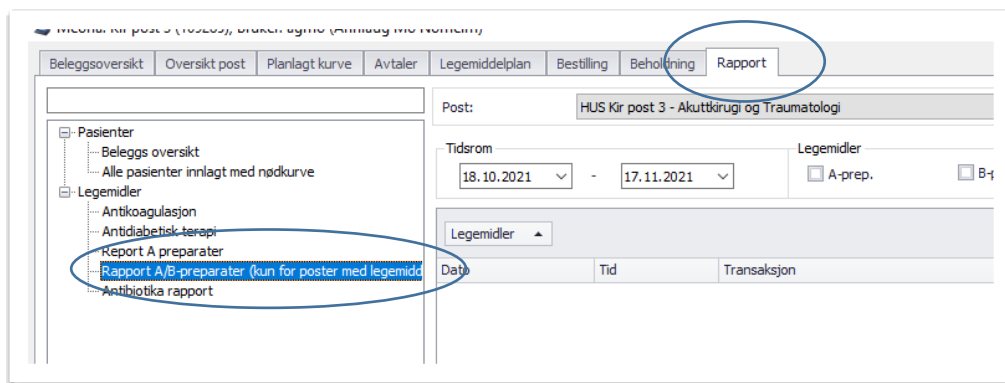 Beleggsoversikt Oversikt post Planlagt kurve Avtaler Legemiddelplan Bestilling Beholdning Rapport
Post: HUS Kir post 3 - Akuttkirugi og Traumatologi
Pasienter
Beleggs oversikt
Alle pasienter innlagt med nødkurve
Legemidler
Antikoagulasjon
Antidiabetisk terapi
Report A preparater
Rapport A/B-preparater (kun for poster med legemidd
Antibiotika rapport
Tidsrom Legemidler
18.10.2021 - 17.11.2021 A-prep.
Legemidler
Dato Tid Transaksjon